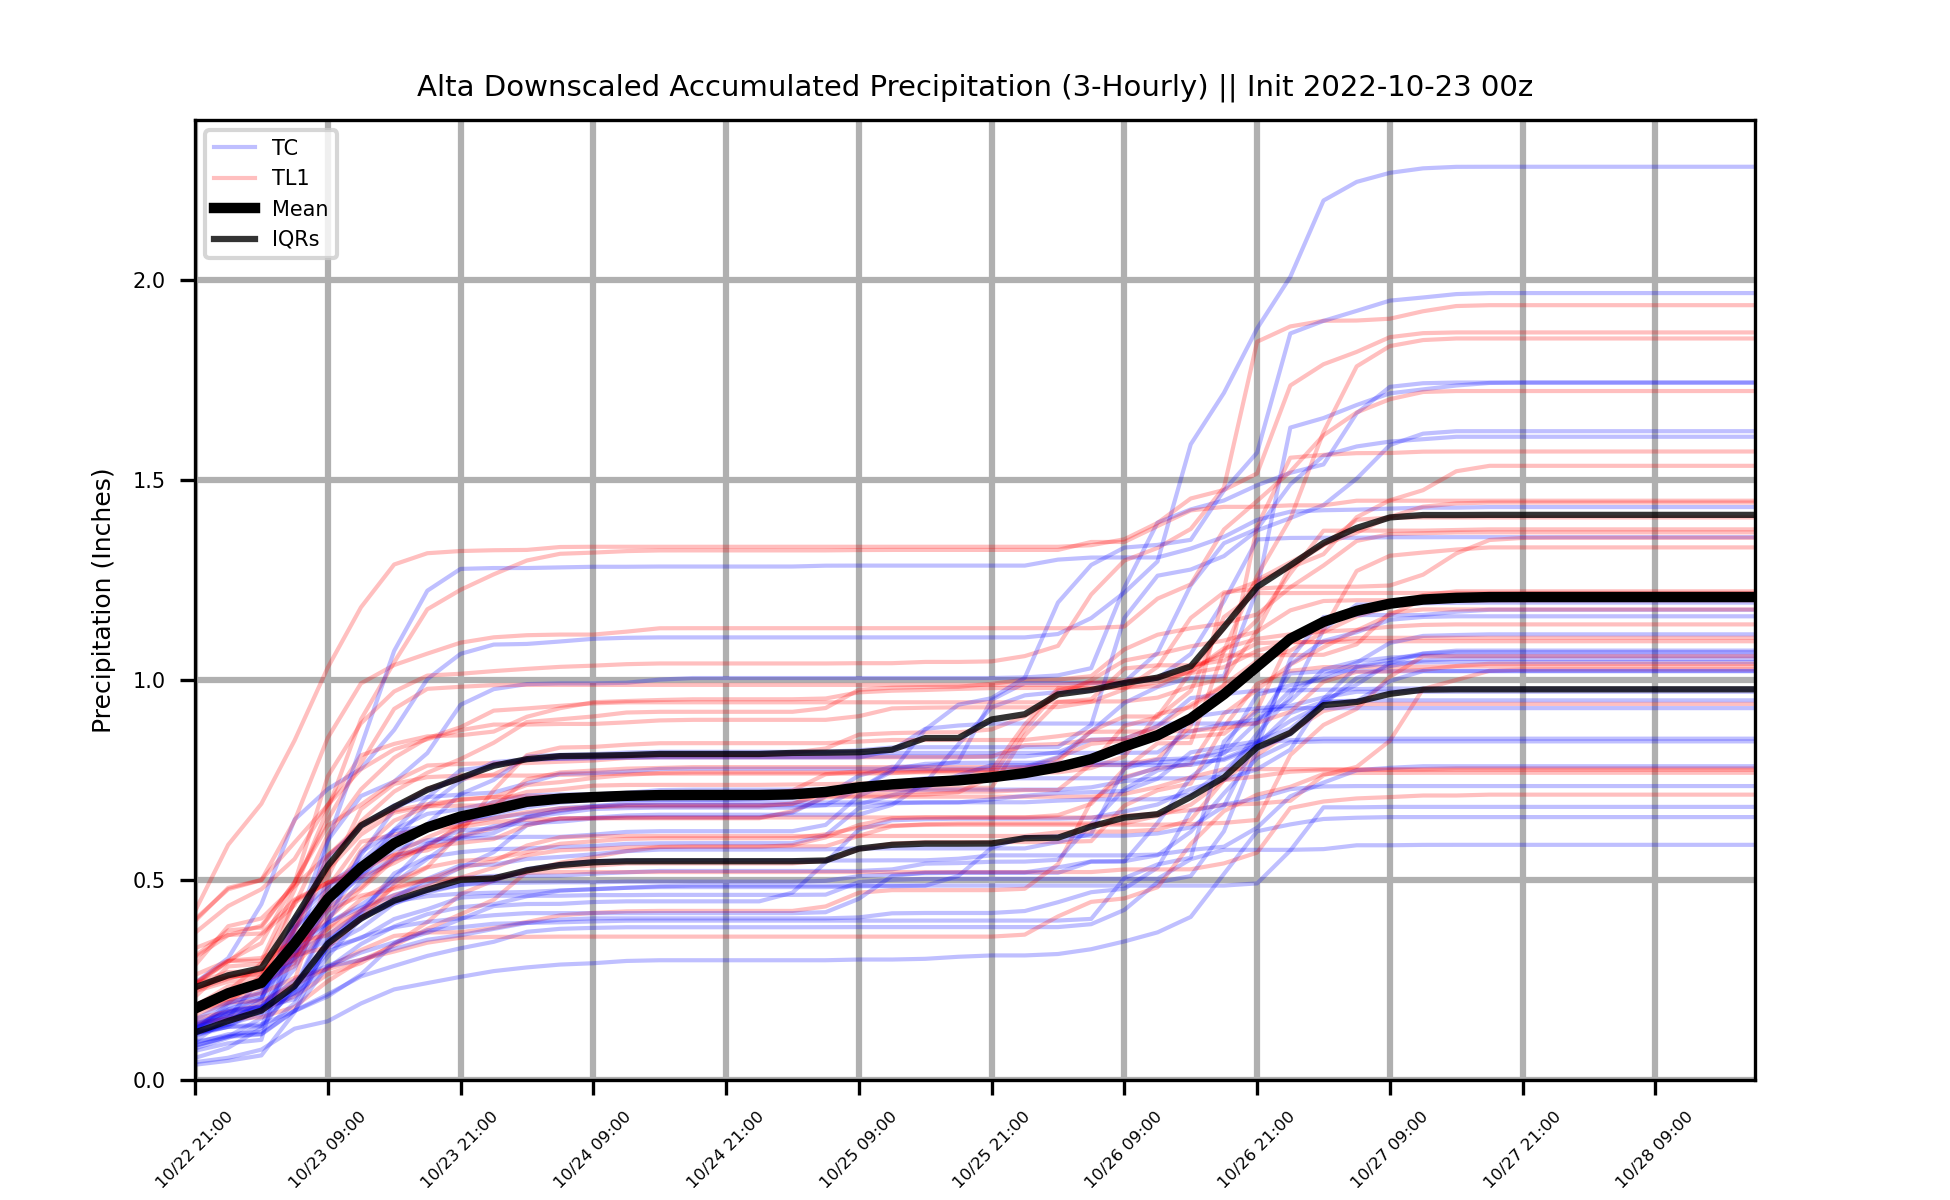 Alta Downscaled Accumulated Precipitation (3-Hourly) || Init 2022-10-23 00z
TC
TL1
Mean
IQRs
Precipitation (Inches)
2.0
1.5
1.0
0.5
0.0
10/22 21:00
10/23 09:00
10/23 21:00
10/24 09:00
10/24 21:00
10/25 09:00
10/25 21:00
10/26 09:00
10/26 21:00
10/27 09:00
10/27 21:00
10/28 09:00